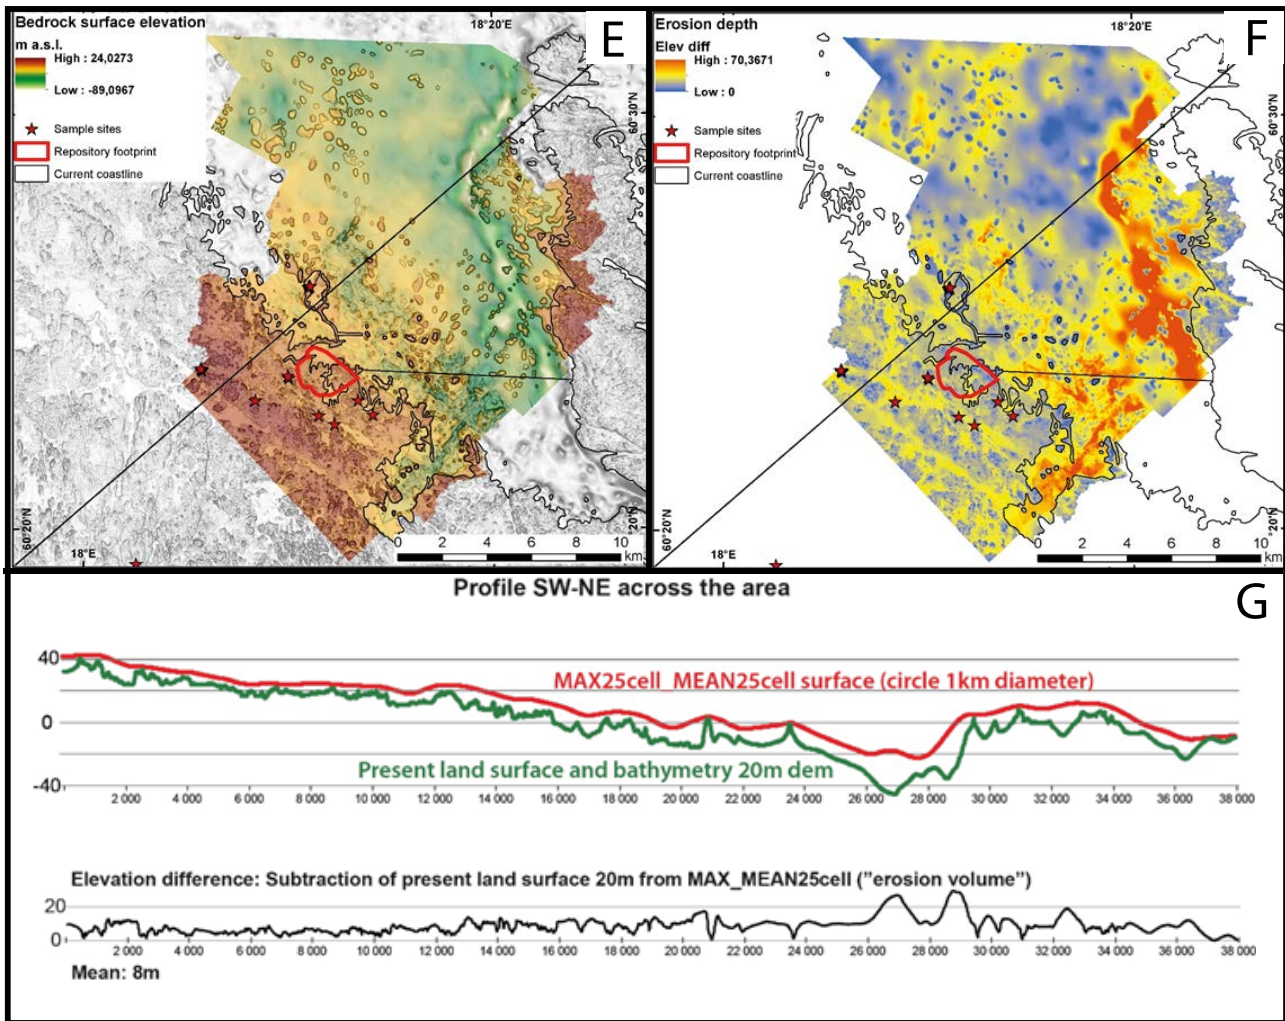 Bedrock surface elevation
18°20'E
E
m a.s.l.
High : 24,0273
Low : -89,0967
Sample sites
Repository footprint
Current coastline
60°30'N
60°20'N
18°E
0 2 4 6 8 10
km
Erosion depth
18°20'E
F
Elev diff
High : 70,3671
Low : 0
Sample sites
Repository footprint
Current coastline
60°30'N
°20'N
18°E
0 2 4 6 8 10
km
Profile SW-NE across the area
G
40
MAX25cell_MEAN25cell surface (circle 1km diameter)
0
Present land surface and bathymetry 20m dem
-40
2 000 4 000 6 000 8 000 10 000 12 000 14 000 16 000 18 000 20 000 22 000 24 000 26 000 28 000 30 000 32 000 34 000 36 000 38 000
Elevation difference: Subtraction of present land surface 20m from MAX_MEAN25cell (”erosion volume”)
20
0
2 000 4 000 6 000 8 000 10 000 12 000 14 000 16 000 18 000 20 000 22 000 24 000 26 000 28 000 30 000 32 000 34 000 36 000 38 000
Mean: 8m